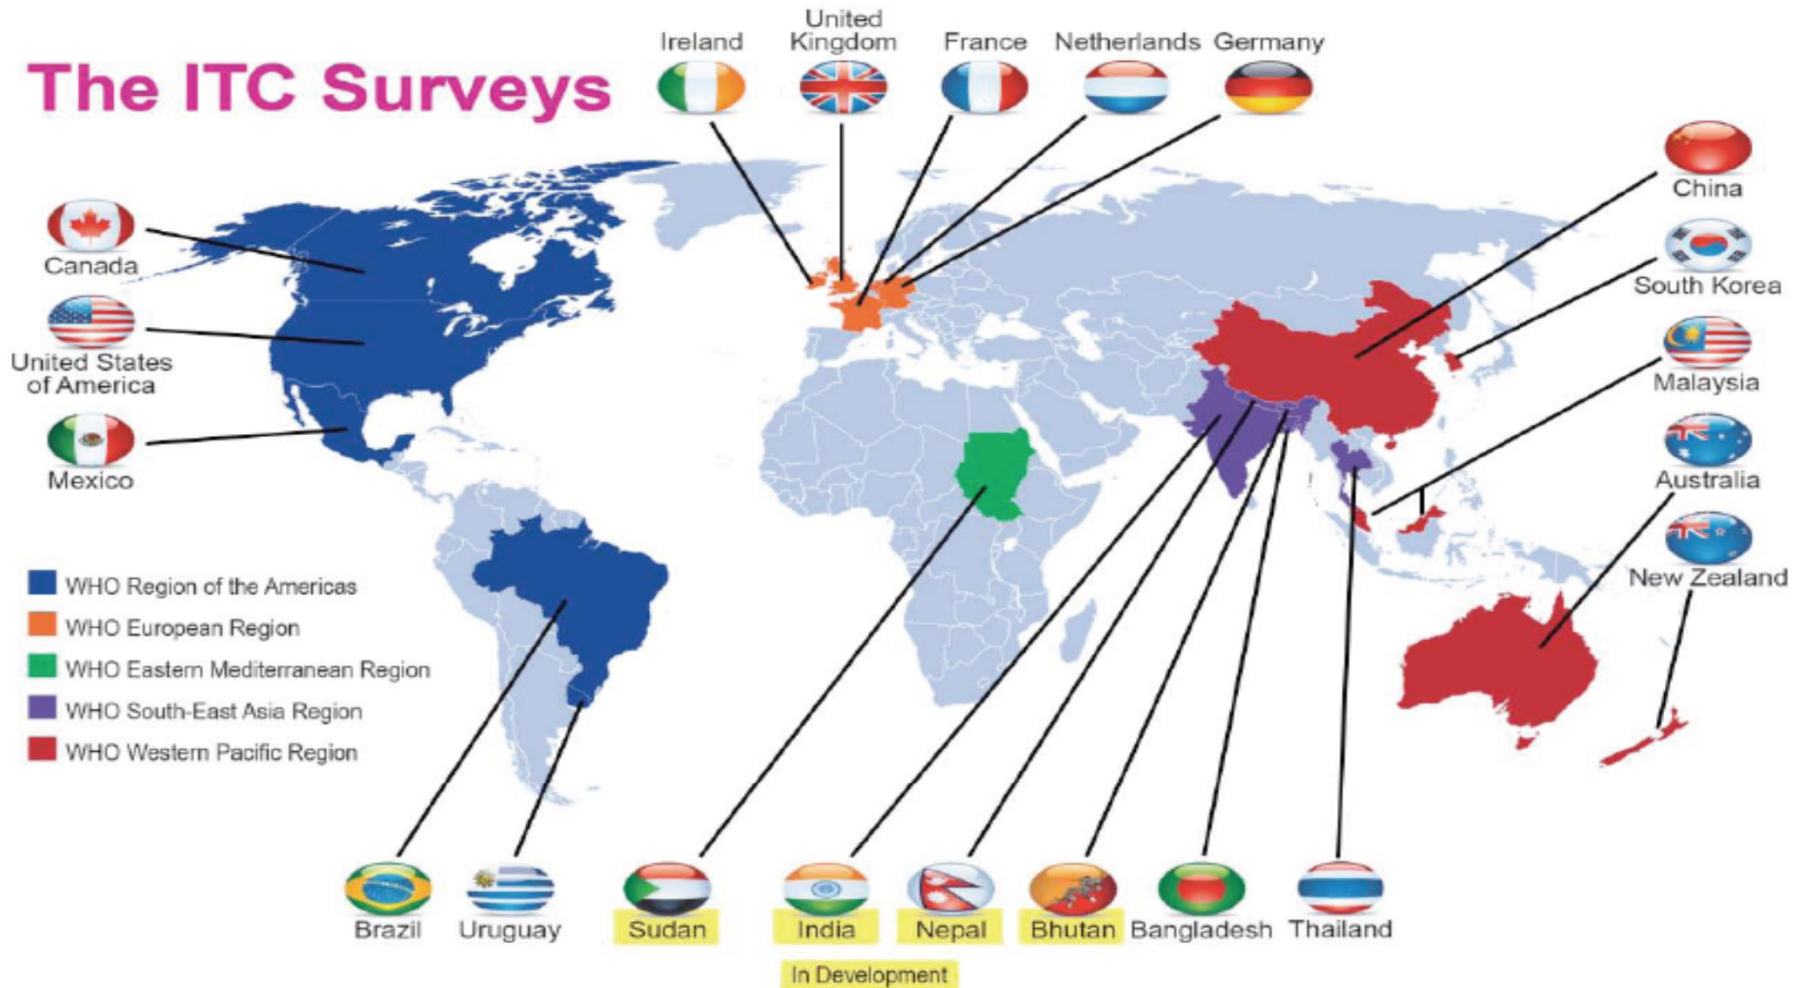 The ITC Surveys
Ireland
United
Kingdom
France
Netherlands
Germany
China
South Korea
Malaysia
Australia
New Zealand
Canada
United States
of America
Mexico
WHO Region of the Americas
WHO European Region
WHO Eastern Mediterranean Region
WHO South-East Asia Region
WHO Western Pacific Region
Brazil
Uruguay
Sudan
India
Nepal
Bhutan
Bangladesh
Thailand
In Development